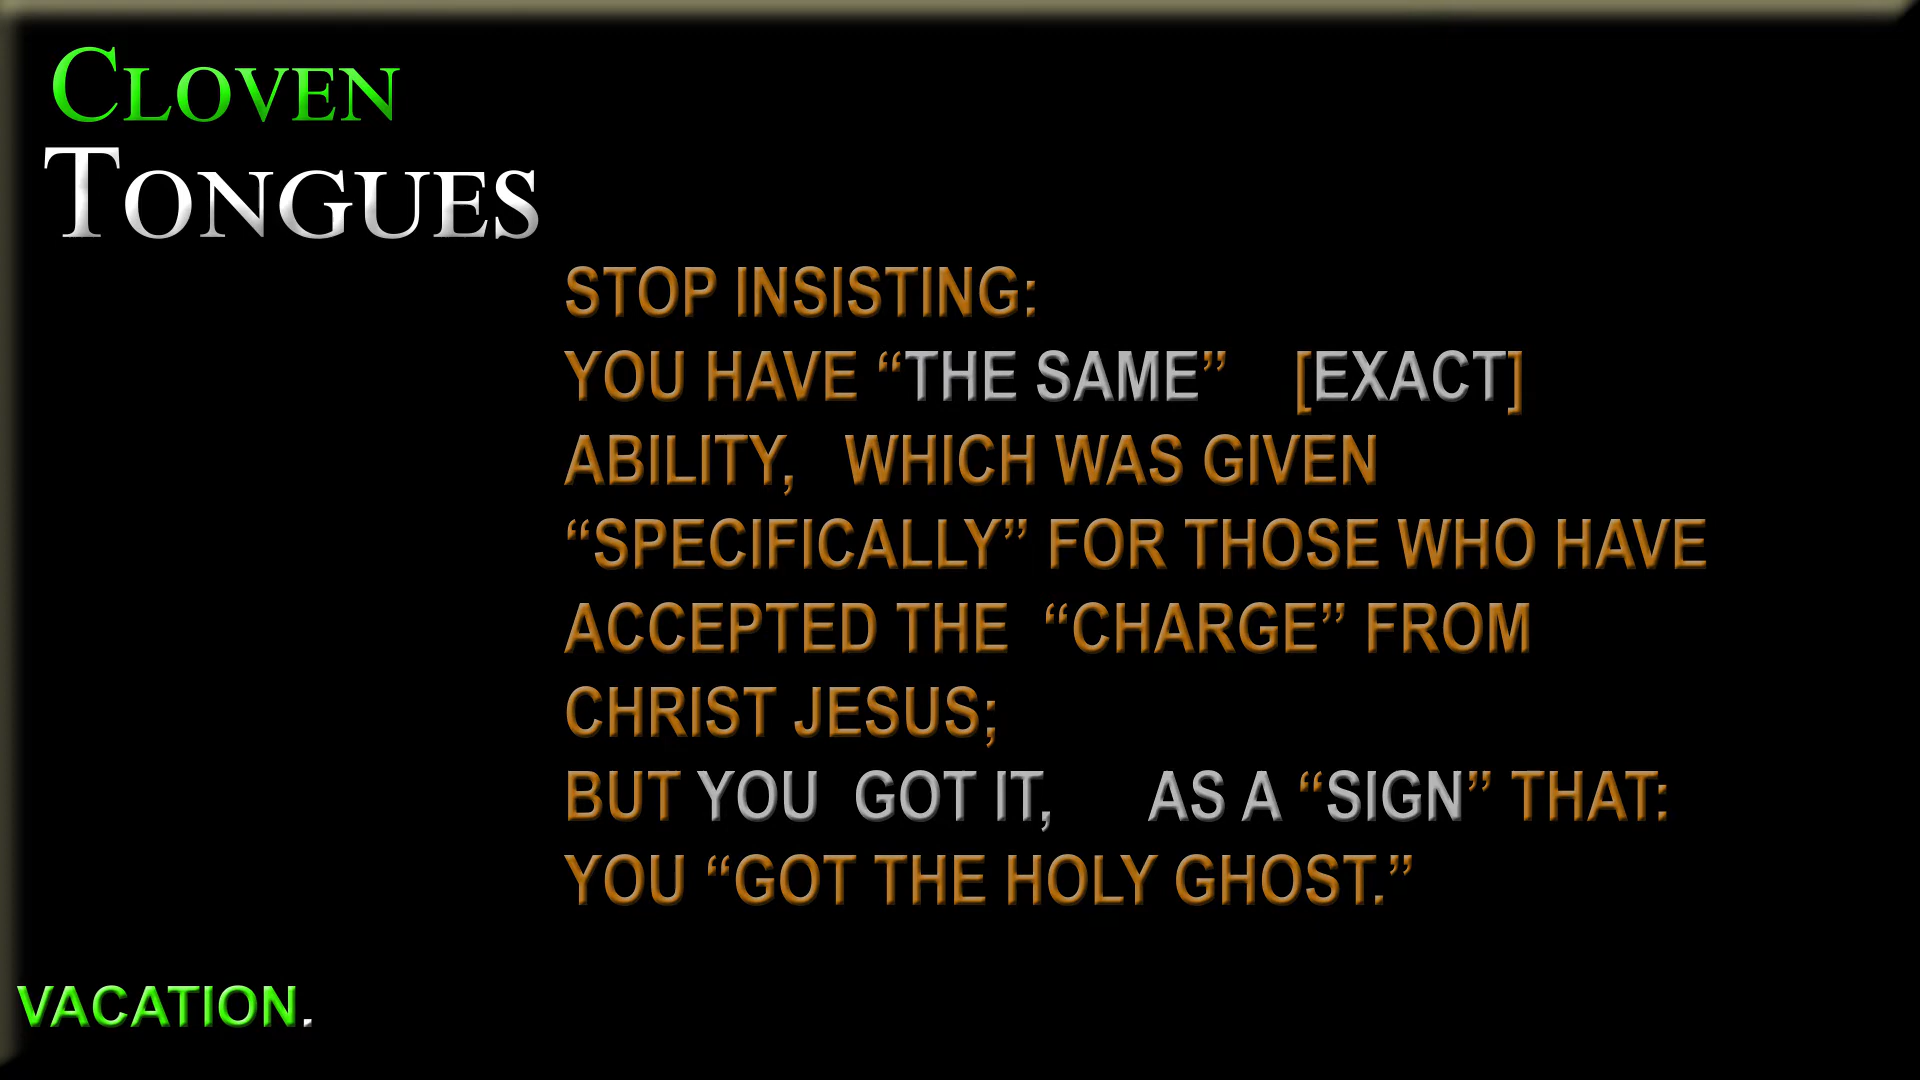 CLOVEN
TONGUES
STOP INSISTING:
YOU HAVE “THE SAME” [EXACT]
ABILITY, WHICH WAS GIVEN
“SPECIFICALLY” FOR THOSE WHO HAVE
ACCEPTED THE “CHARGE” FROM
CHRIST JESUS;
BUT YOU GOT IT, AS A “SIGN” THAT:
YOU “GOT THE HOLY GHOST.”
VACATION.